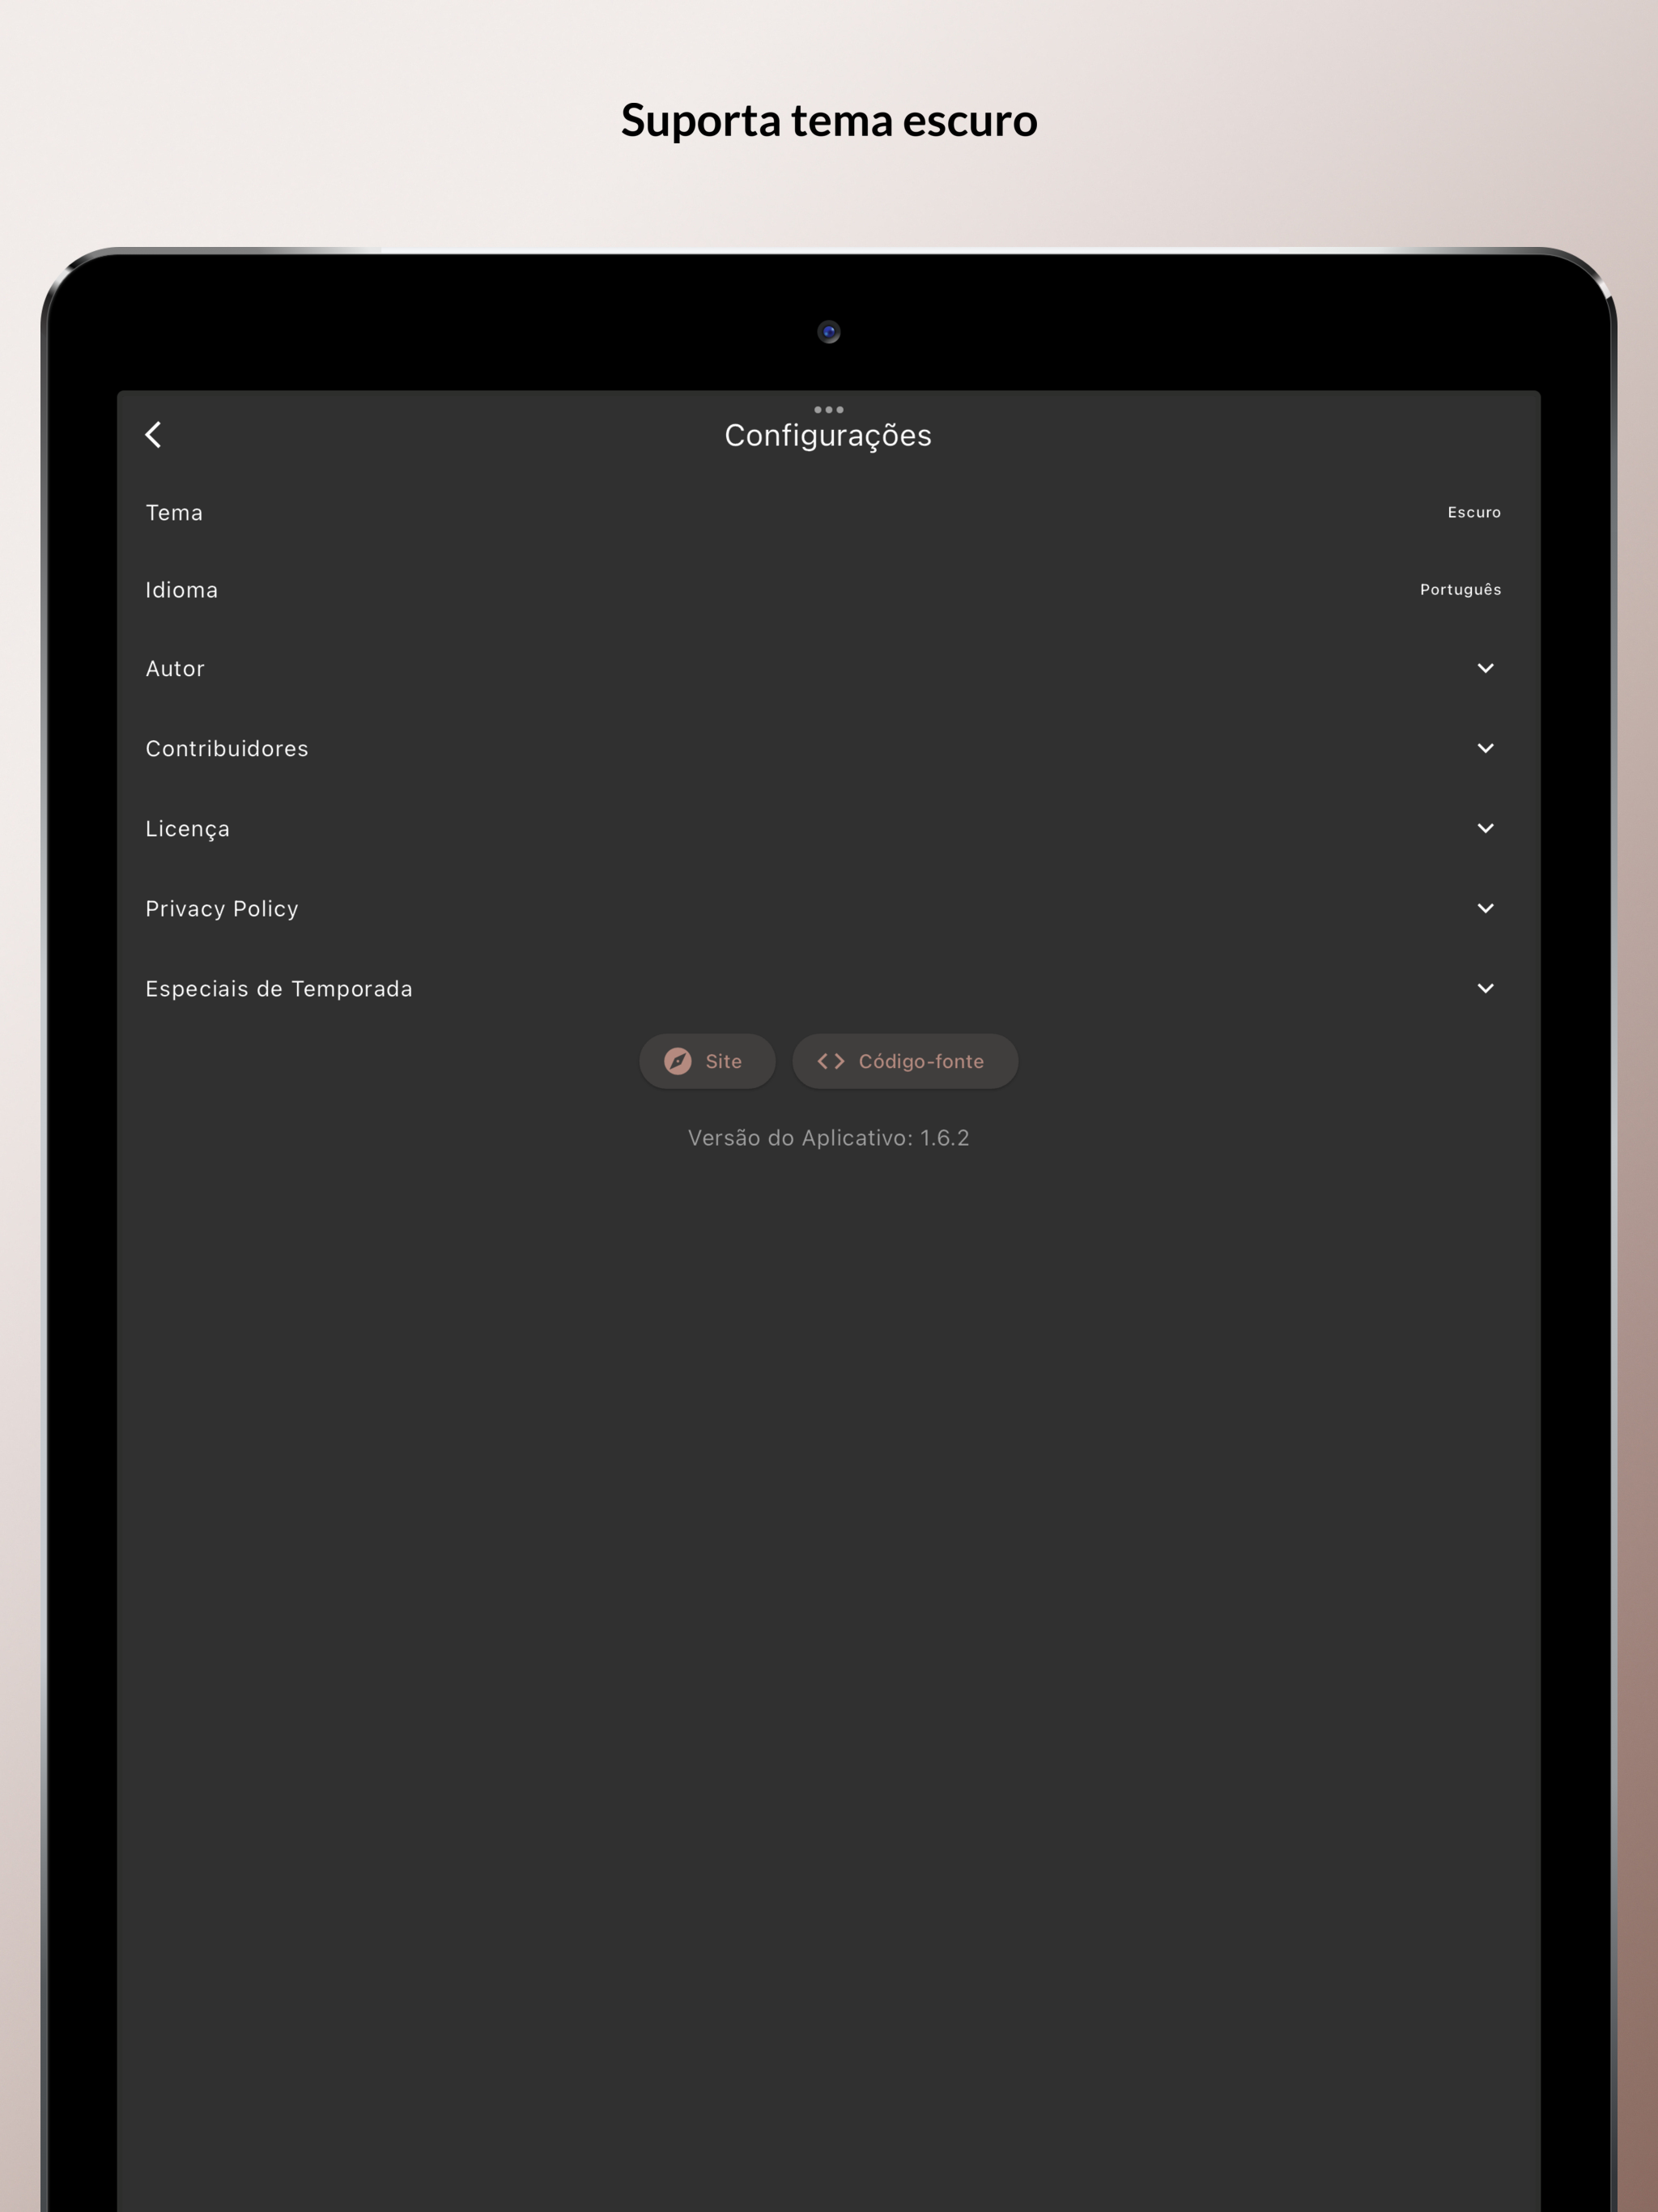 Suporta tema escuro
Configurações
Tema
Escuro
Idioma
Português
Autor
Contribuidores
Licença
Privacy Policy
Especiais de Temporada
Site
Código-fonte
Versão do Aplicativo: 1.6.2